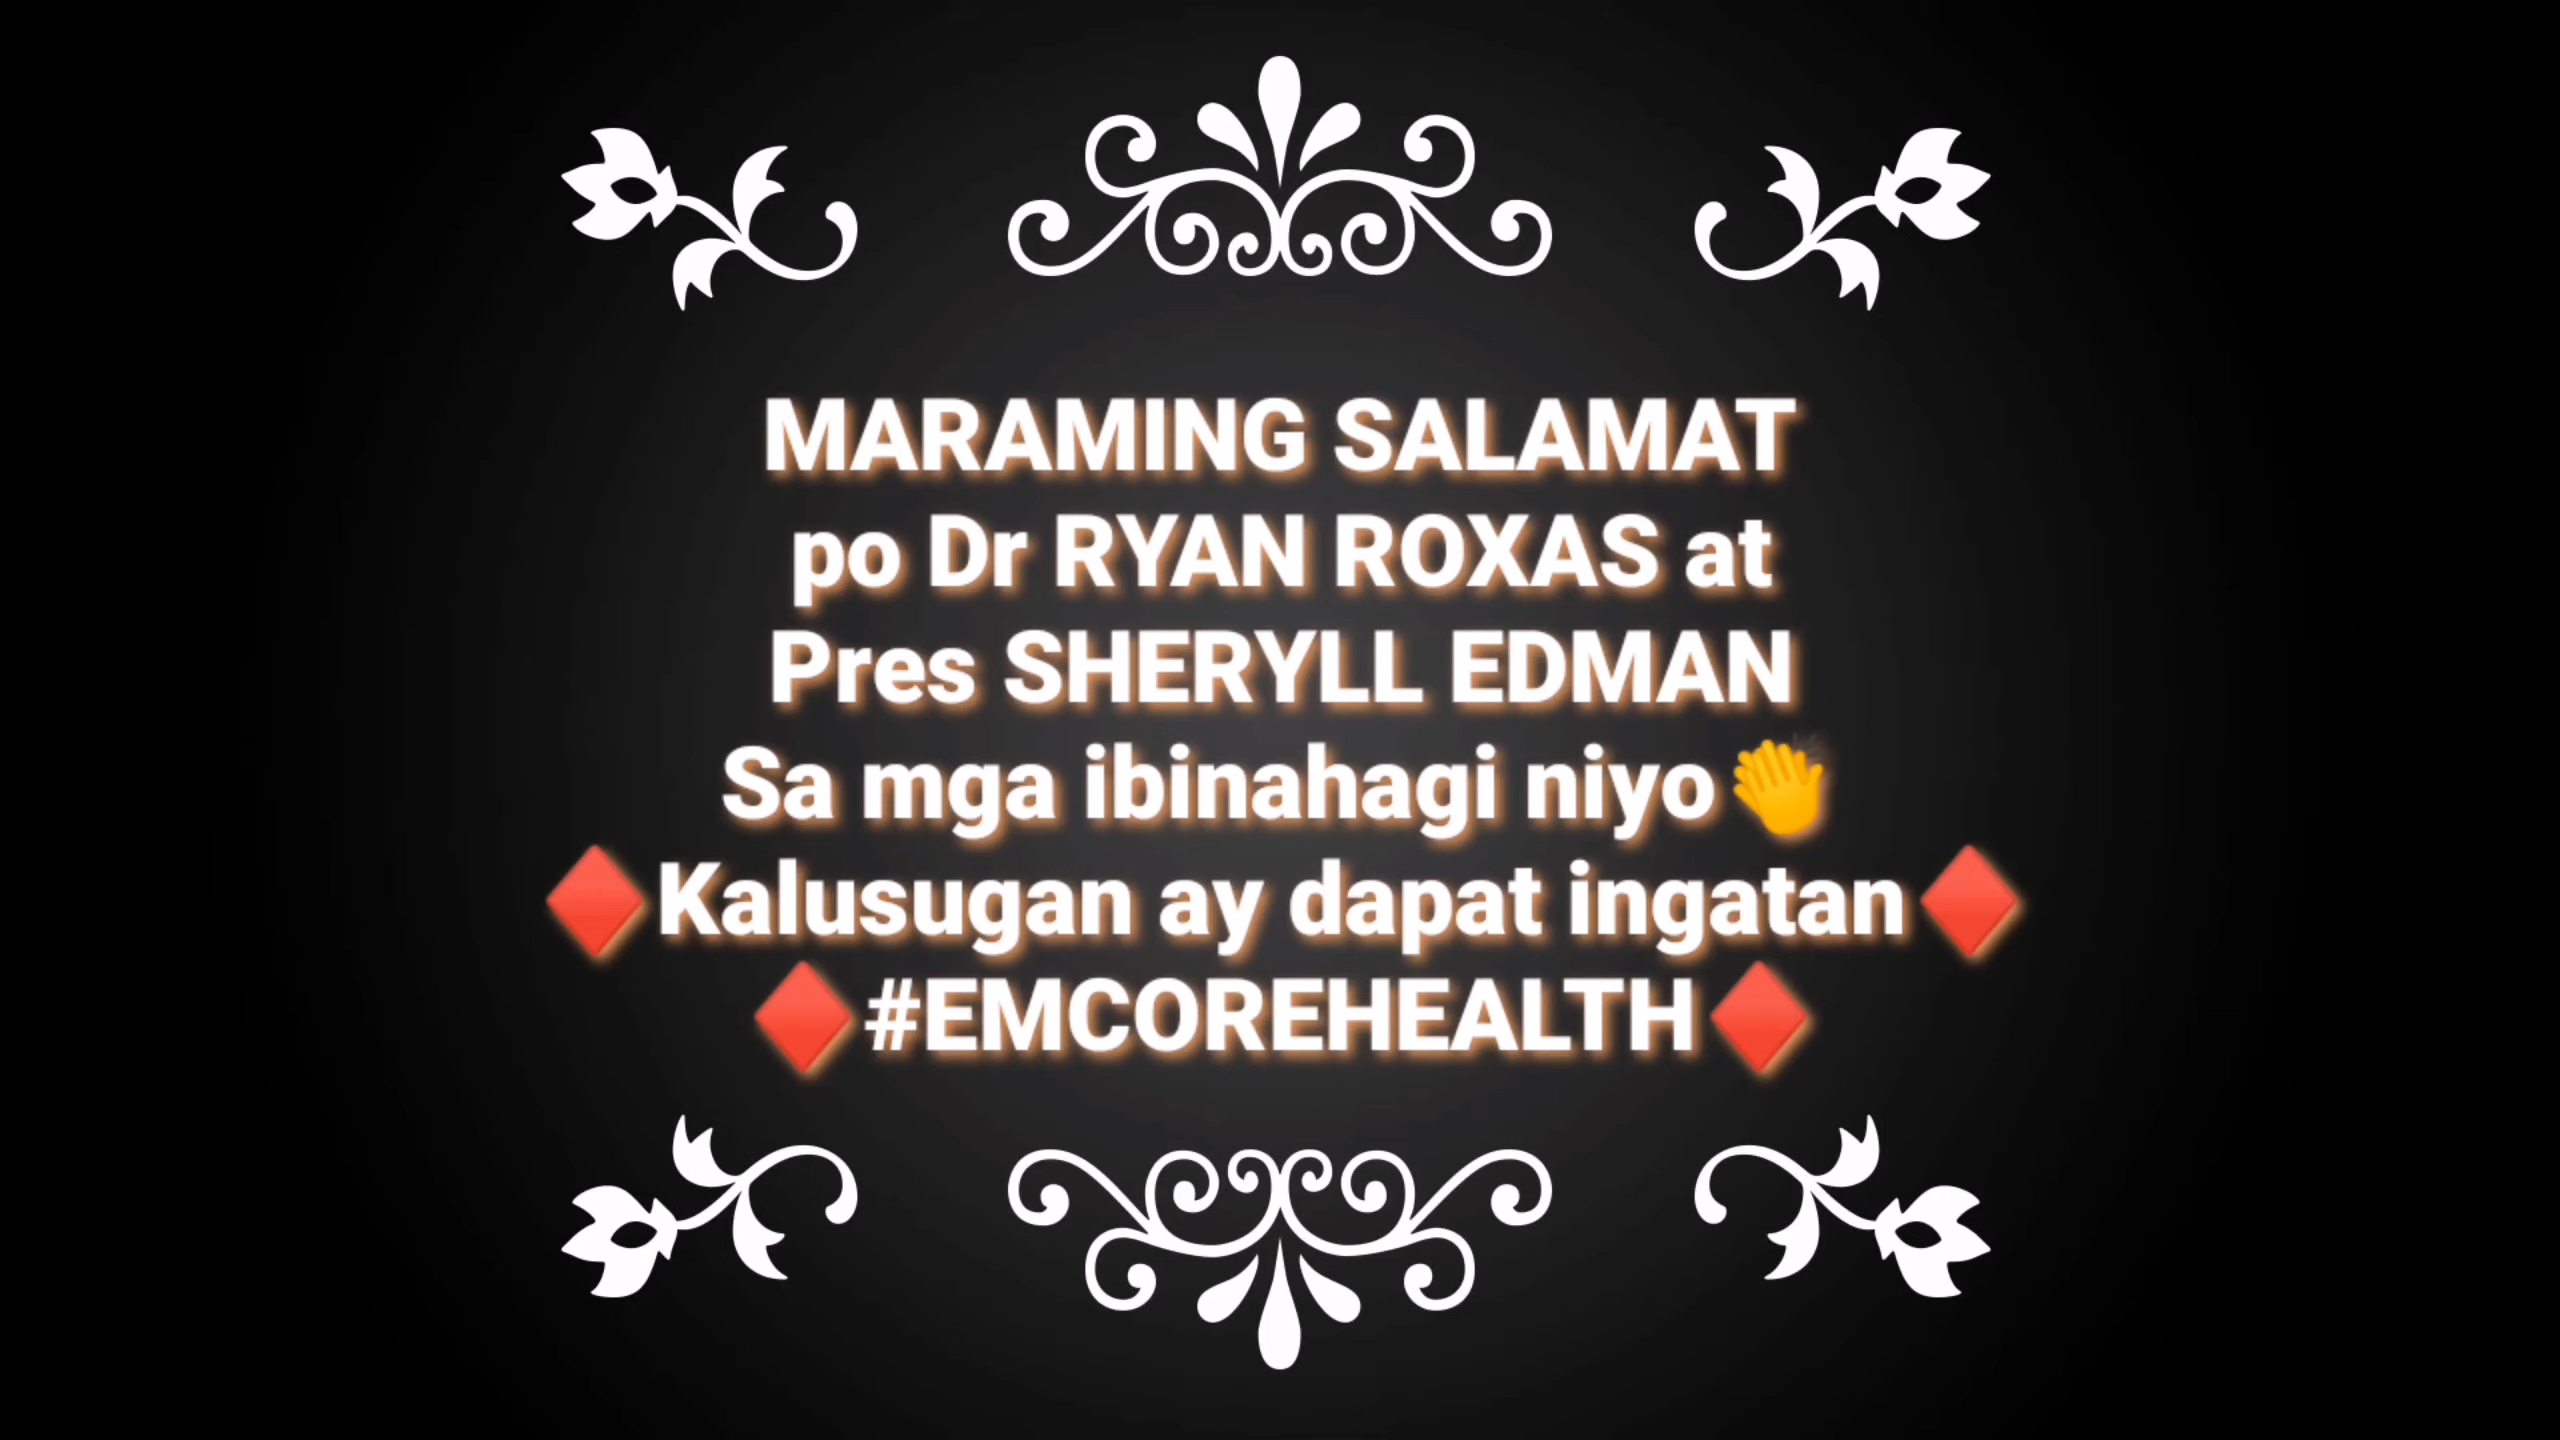 MARAMING SALAMAT
po Dr RYAN ROXAS at
Pres SHERYLL EDMAN
Sa mga ibinahagi niyo👏
♦️Kalusugan ay dapat ingatan♦️
♦️#EMCOREHEALTH♦️